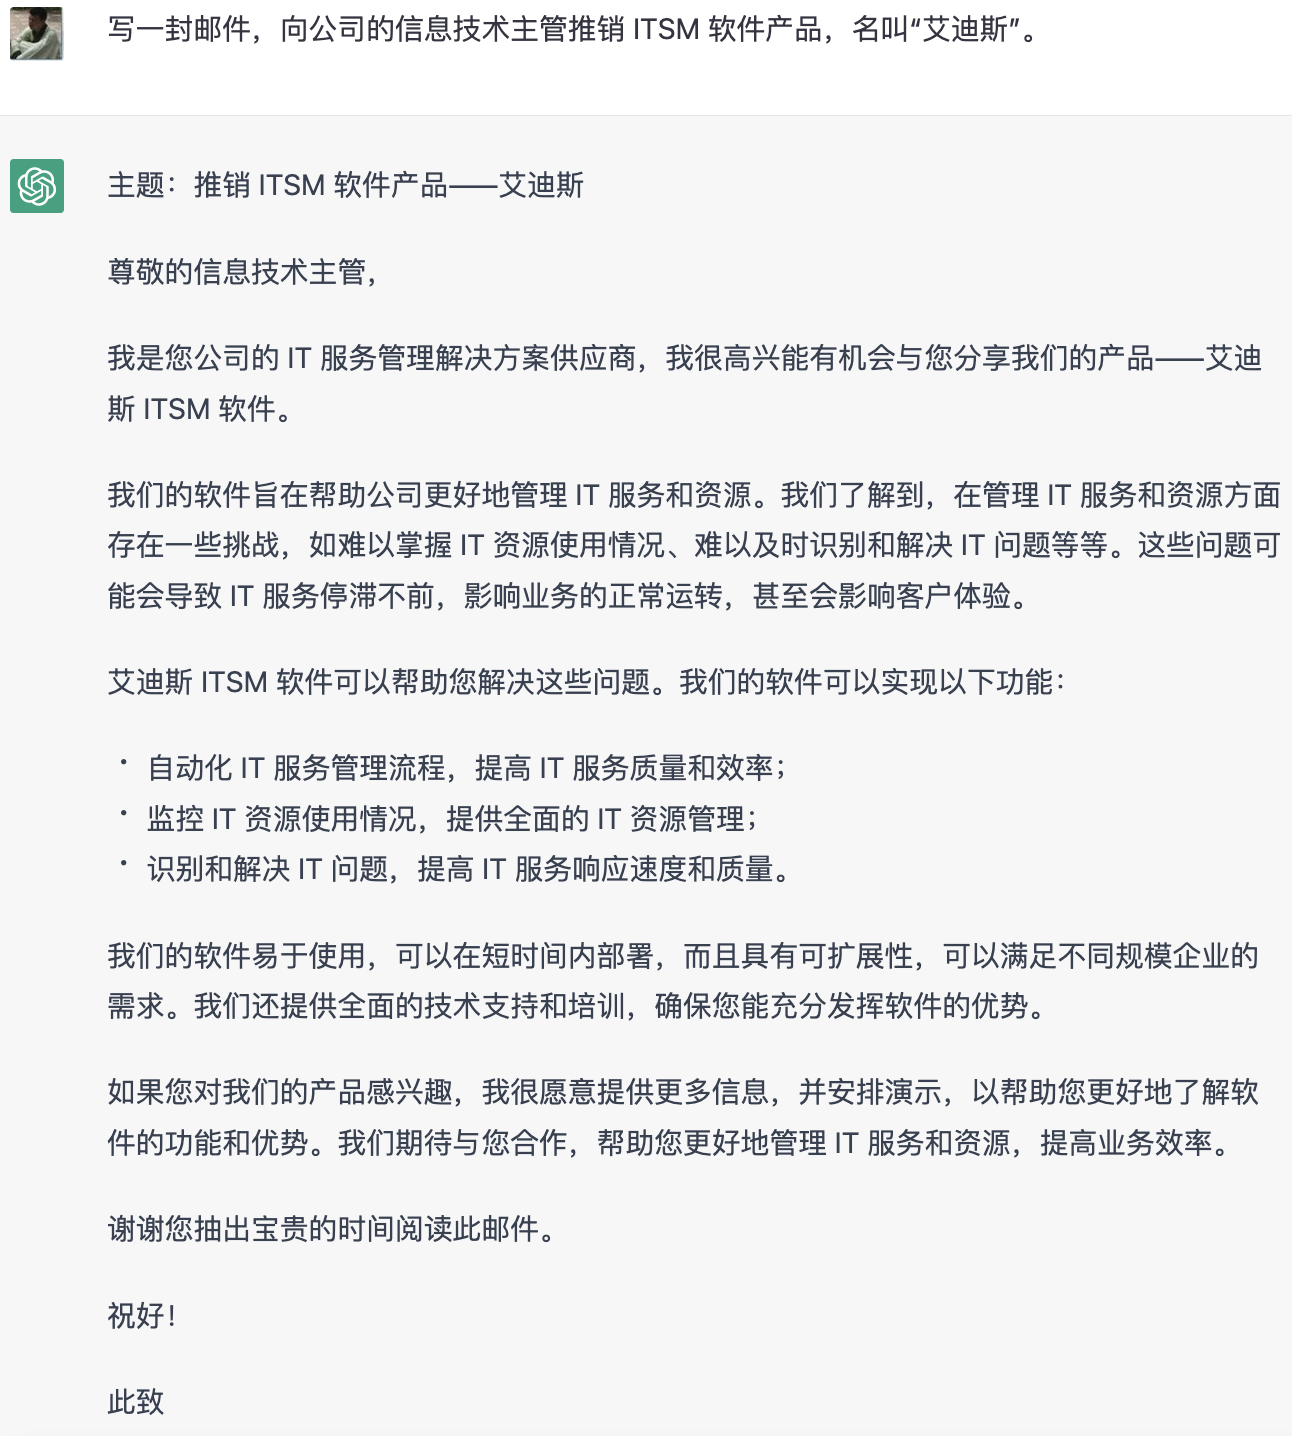 写一封邮件，向公司的信息技术主管推销 ITSM 软件产品，名叫“艾迪斯”。
主题：推销 ITSM 软件产品——艾迪斯
尊敬的信息技术主管，
我是您公司的 IT 服务管理解决方案供应商，我很高兴能有机会与您分享我们的产品——艾迪
斯 ITSM 软件。
我们的软件旨在帮助公司更好地管理 IT 服务和资源。我们了解到，在管理 IT 服务和资源方面
存在一些挑战，如难以掌握 IT 资源使用情况、难以及时识别和解决 IT 问题等等。这些问题可
能会导致 IT 服务停滞不前，影响业务的正常运转，甚至会影响客户体验。
艾迪斯 ITSM 软件可以帮助您解决这些问题。我们的软件可以实现以下功能：
• 自动化 IT 服务管理流程，提高 IT 服务质量和效率；
• 监控 IT 资源使用情况，提供全面的 IT 资源管理；
• 识别和解决 IT 问题，提高 IT 服务响应速度和质量。
我们的软件易于使用，可以在短时间内部署，而且具有可扩展性，可以满足不同规模企业的
需求。我们还提供全面的技术支持和培训，确保您能充分发挥软件的优势。
如果您对我们的产品感兴趣，我很愿意提供更多信息，并安排演示，以帮助您更好地了解软
件的功能和优势。我们期待与您合作，帮助您更好地管理 IT 服务和资源，提高业务效率。
谢谢您抽出宝贵的时间阅读此邮件。
祝好！
此致